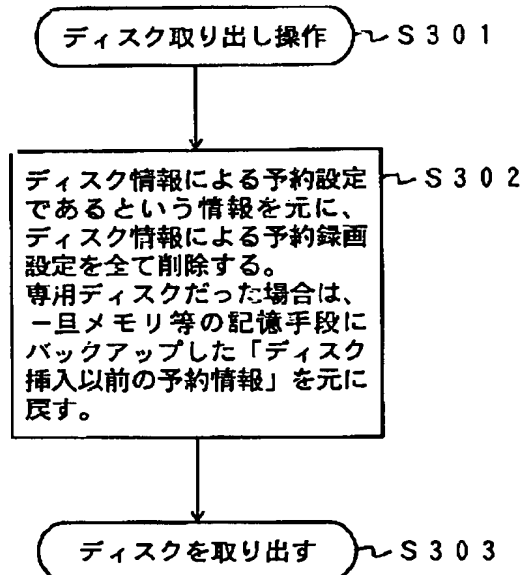 ディスク取り出し操作 S301
ディスク情報による予約設定 S302
であるという情報を元に、
ディスク情報による予約録画
設定を全て削除する。
専用ディスクだった場合は、
一旦メモリ等の記憶手段に
バックアップした「ディスク
挿入以前の予約情報」を元に
戻す。
ディスクを取り出す S303